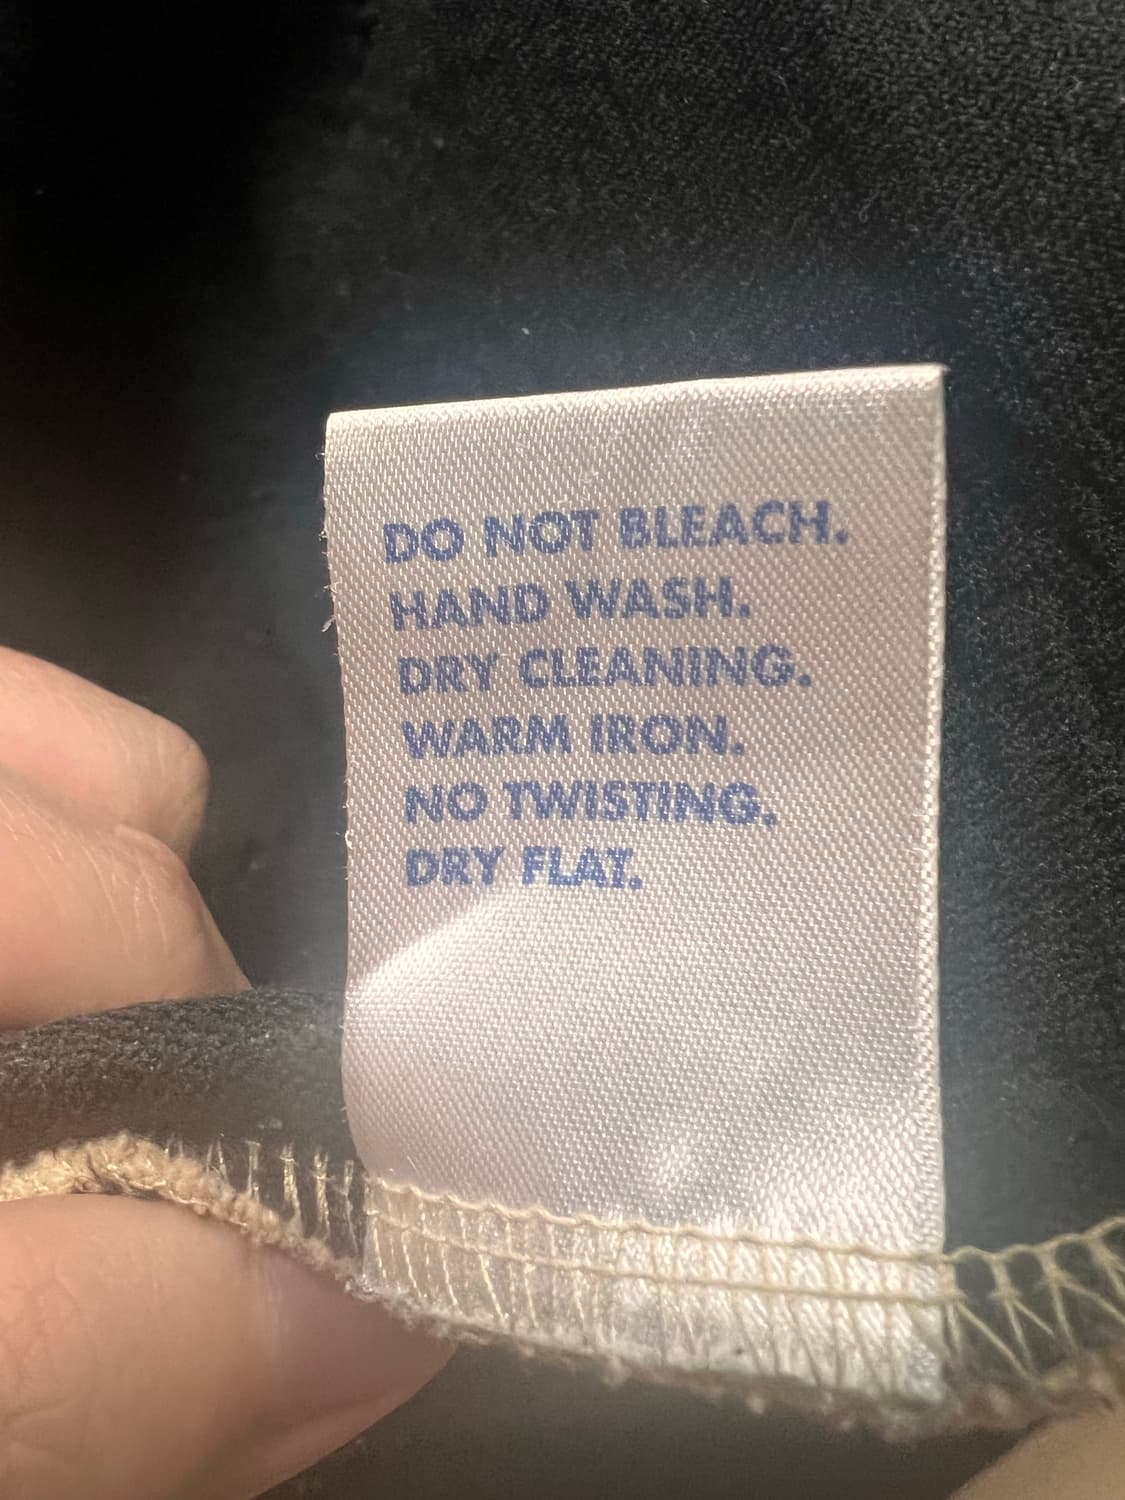 DO NOT BLEACH.
HAND WASH.
DRY CLEANING.
WARM IRON.
NO TWISTING.
DRY FLAT.